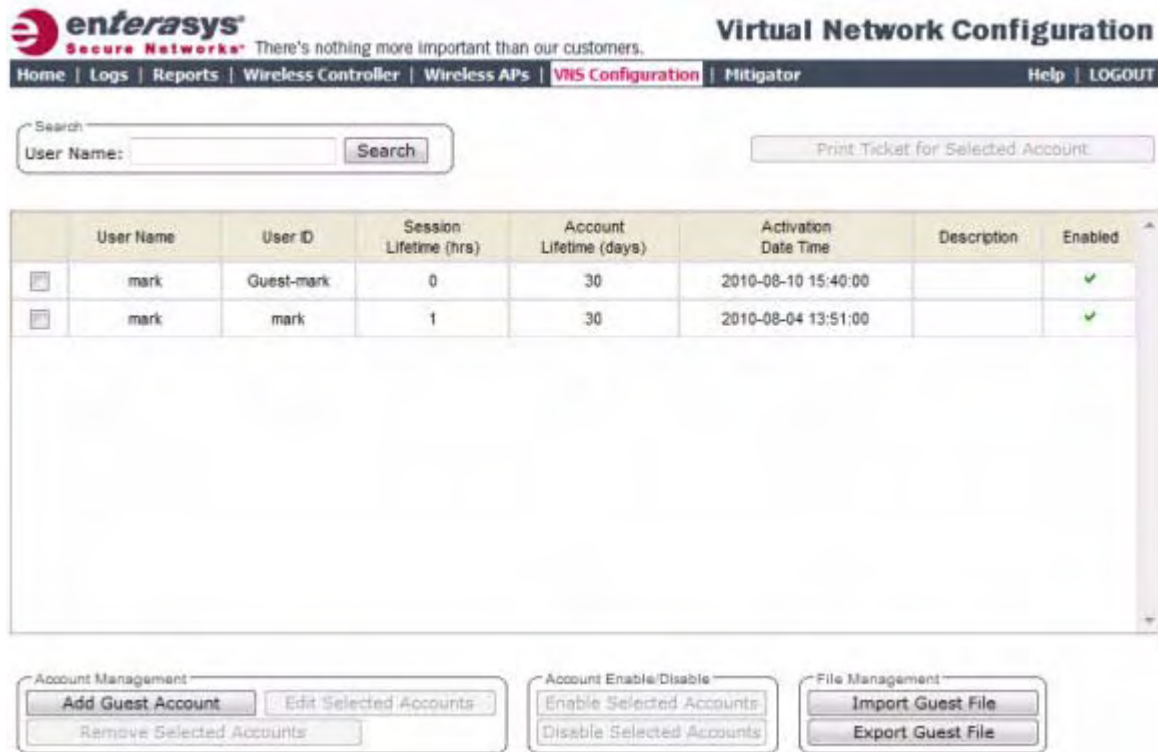 enterasys
Secure Networks There's nothing more important than our customers.
Virtual Network Configuration
Home | Logs | Reports | Wireless Controller | Wireless APs | VNS Configuration | Mitigator Help | LOGOUT
Search
User Name: Search
Print Ticket for Selected Account
User Name User ID Session Lifetime (hrs) Account Lifetime (days) Activation Date Time Description Enabled
mark Guest-mark 0 30 2010-08-10 15:40:00
mark mark 1 30 2010-08-04 13:51:00
Account Management
Add Guest Account Edit Selected Accounts
Remove Selected Accounts
Account Enable/Disable
Enable Selected Accounts
Disable Selected Accounts
File Management
Import Guest File
Export Guest File